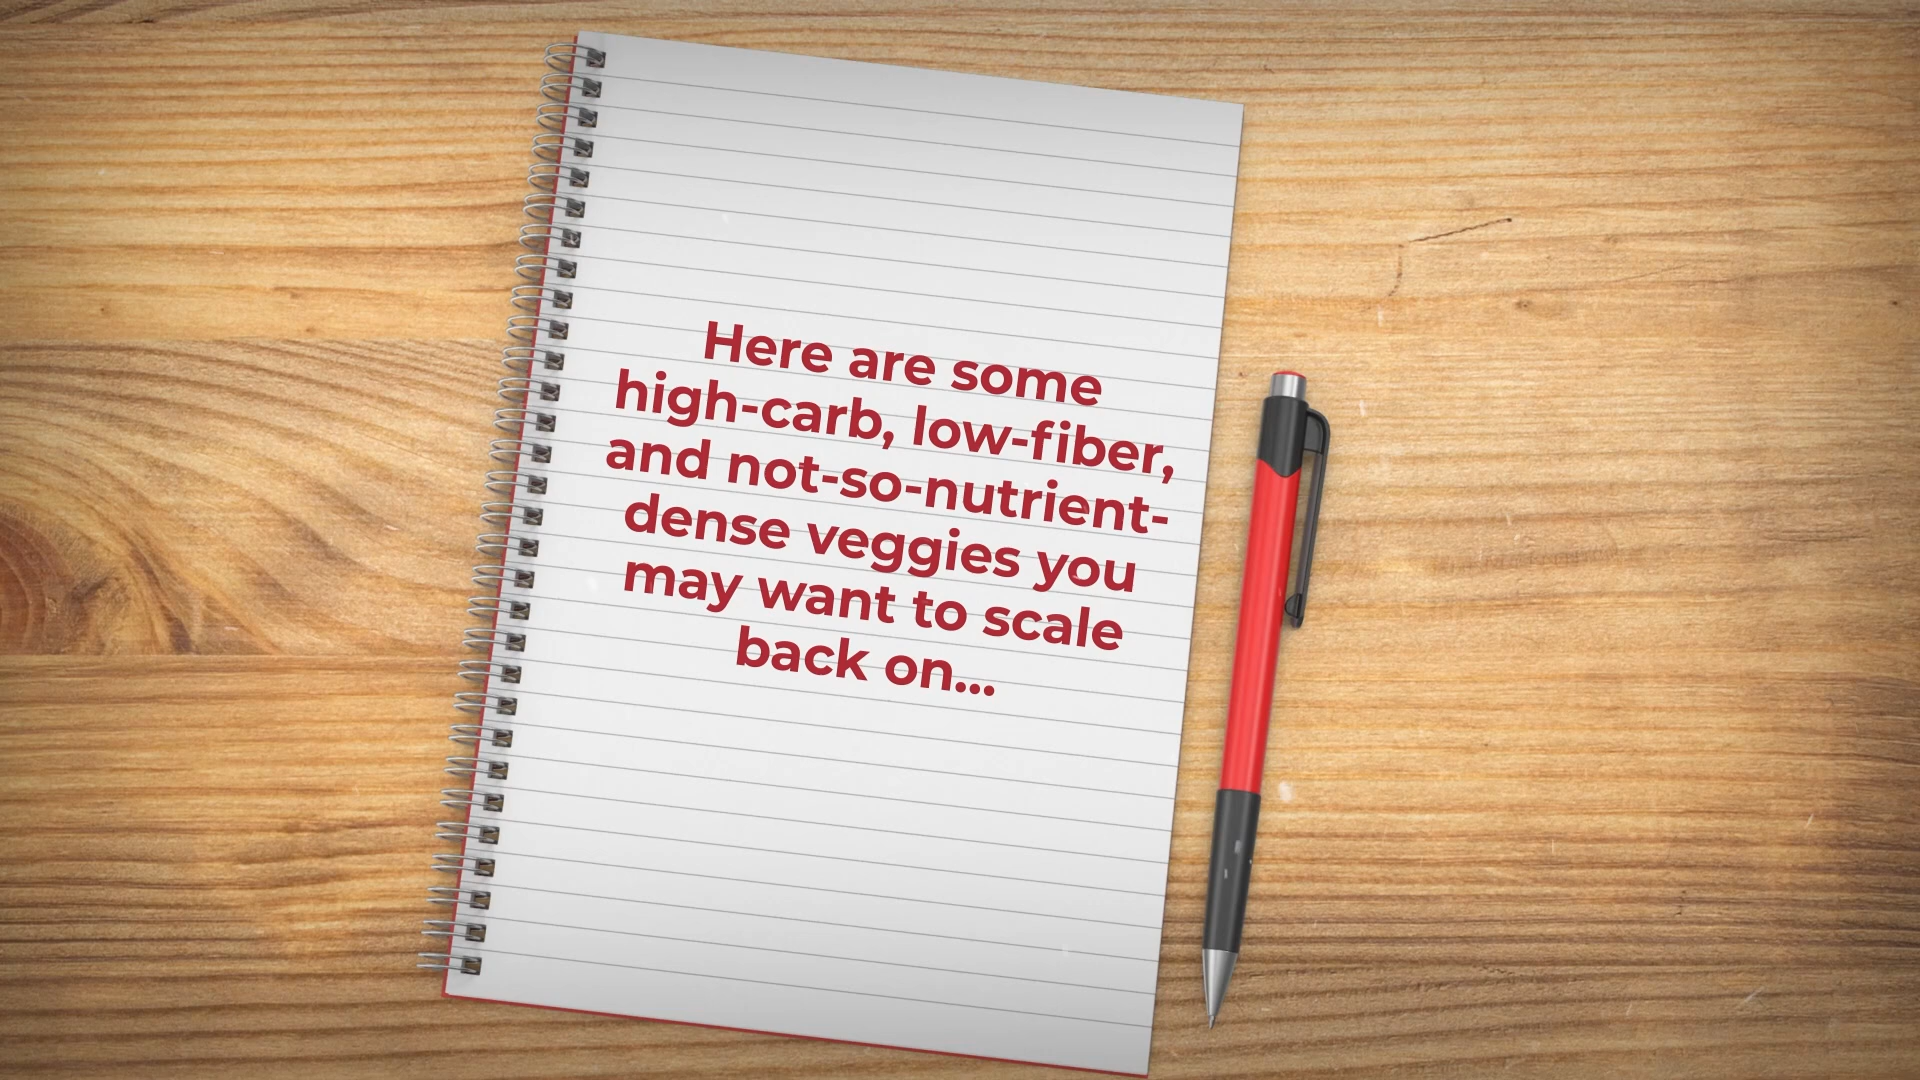 Here are some
high-carb, low-fiber,
and not-so-nutrient-
dense veggies you
may want to scale
back on...